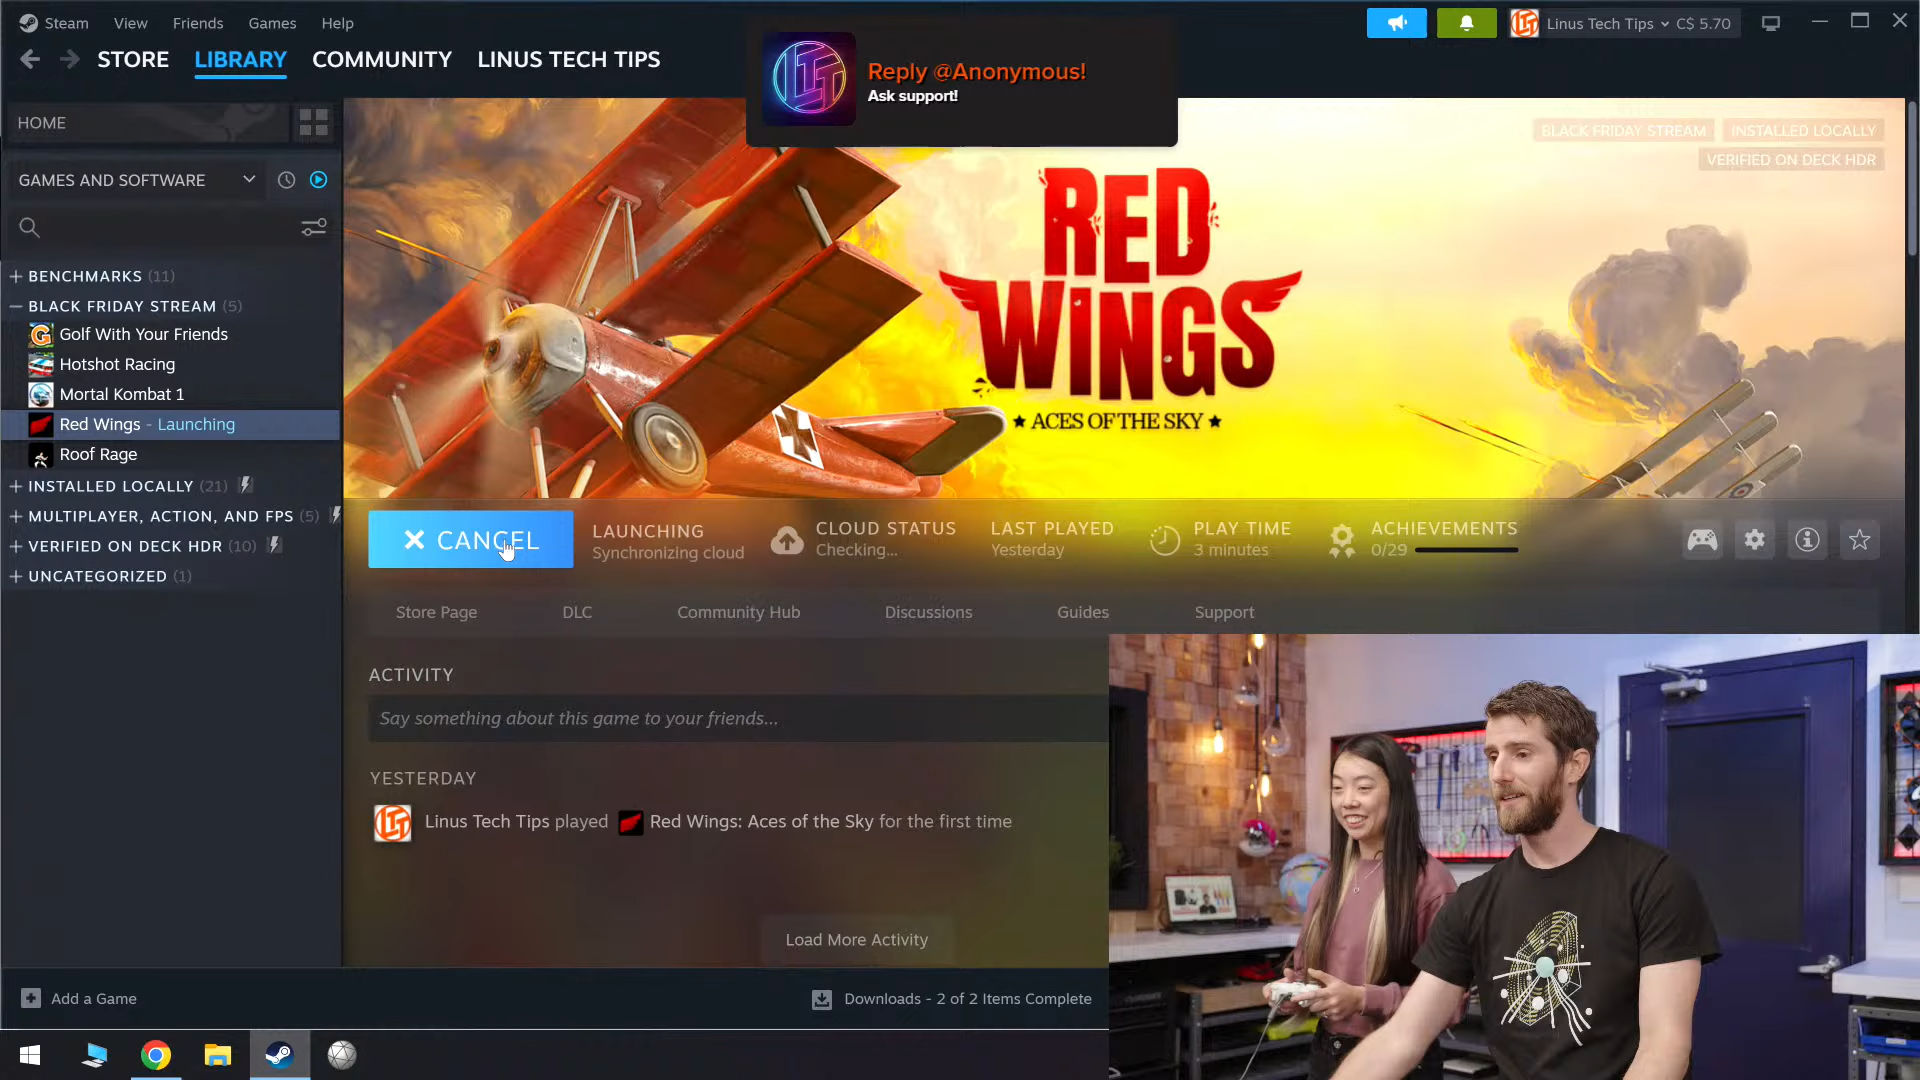 Steam View Friends Games Help
Linus Tech Tips C$ 5.70
STORE LIBRARY COMMUNITY LINUS TECH TIPS
Reply @Anonymous!
Ask support!
HOME
GAMES AND SOFTWARE
BENCHMARKS (11)
BLACK FRIDAY STREAM (5)
Golf With Your Friends
Hotshot Racing
Mortal Kombat 1
Red Wings - Launching
Roof Rage
INSTALLED LOCALLY (21)
MULTIPLAYER, ACTION, AND FPS (5)
VERIFIED ON DECK HDR (10)
UNCATEGORIZED (1)
BLACK FRIDAY STREAM INSTALLED LOCALLY
VERIFIED ON DECK HDR
RED
WINGS
★ ACES OF THE SKY ★
CANCEL
LAUNCHING
Synchronizing cloud
CLOUD STATUS
Checking...
LAST PLAYED
Yesterday
PLAY TIME
3 minutes
ACHIEVEMENTS
0/29
Store Page DLC Community Hub Discussions Guides Support
ACTIVITY
Say something about this game to your friends...
YESTERDAY
Linus Tech Tips played Red Wings: Aces of the Sky for the first time
Load More Activity
Add a Game
Downloads - 2 of 2 Items Complete